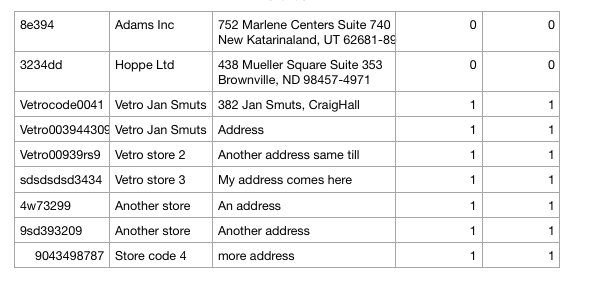 8e394 Adams Inc 752 Marlene Centers Suite 740 0 0
New Katarinaland, UT 62681-89
3234dd Hoppe Ltd 438 Mueller Square Suite 353 0 0
Brownville, ND 98457-4971
Vetrocode0041 Vetro Jan Smuts 382 Jan Smuts, CraigHall 1 1
Vetro003944309 Vetro Jan Smuts Address 1 1
Vetro00939rs9 Vetro store 2 Another address same till 1 1
sdsdsdsd3434 Vetro store 3 My address comes here 1 1
4w73299 Another store An address 1 1
9sd393209 Another store Another address 1 1
9043498787 Store code 4 more address 1 1